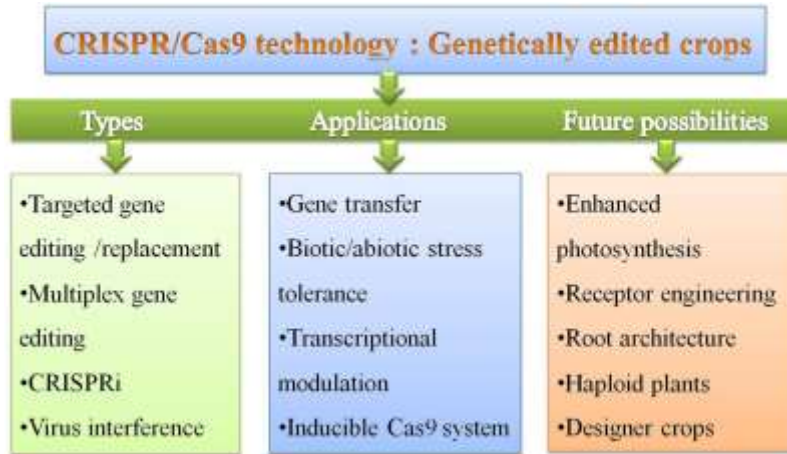 CRISPR/Cas9 technology : Genetically edited crops
Types
Applications
Future possibilities
•Targeted gene
editing /replacement
•Multiplex gene
editing
•CRISPRi
•Virus interference
•Gene transfer
•Biotic/abiotic stress
tolerance
•Transcriptional
modulation
•Inducible Cas9 system
•Enhanced
photosynthesis
•Receptor engineering
•Root architecture
•Haploid plants
•Designer crops